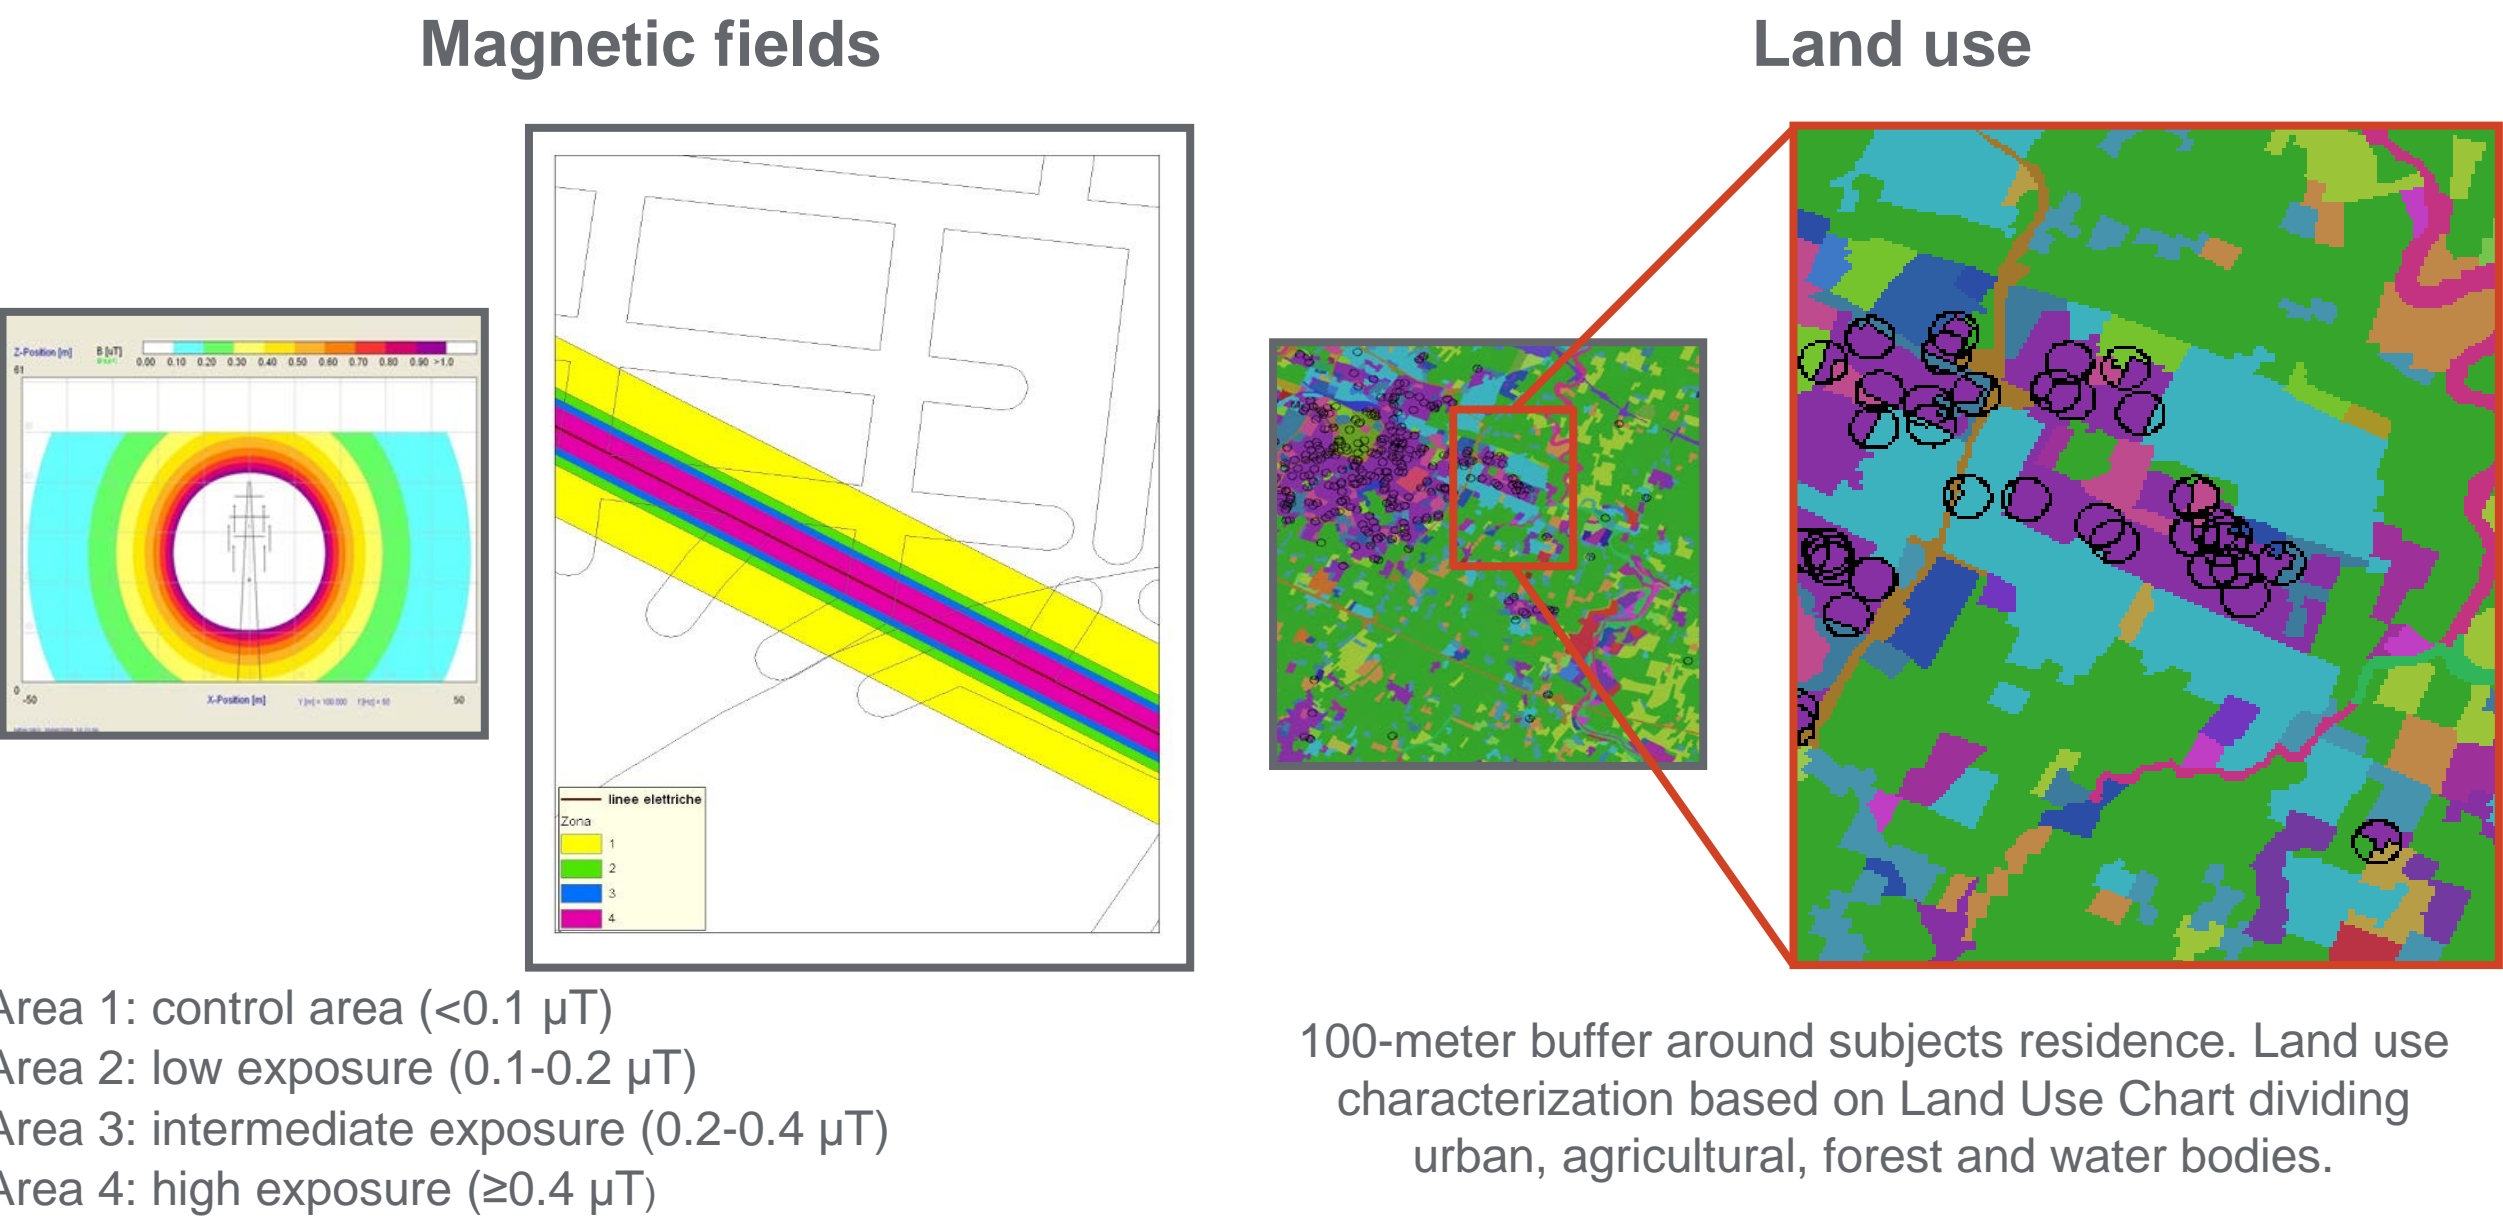 Magnetic fields
Land use
Z-Position [m]
B [uT]
0.00 0.10 0.20 0.30 0.40 0.50 0.60 0.70 0.80 0.90 >1.0
61
0
-50
X-Position [m]
50
linee elettriche
Zona
1
2
3
4
Area 1: control area (<0.1 µT)
Area 2: low exposure (0.1-0.2 µT)
Area 3: intermediate exposure (0.2-0.4 µT)
Area 4: high exposure (≥0.4 µT)
100-meter buffer around subjects residence. Land use
characterization based on Land Use Chart dividing
urban, agricultural, forest and water bodies.